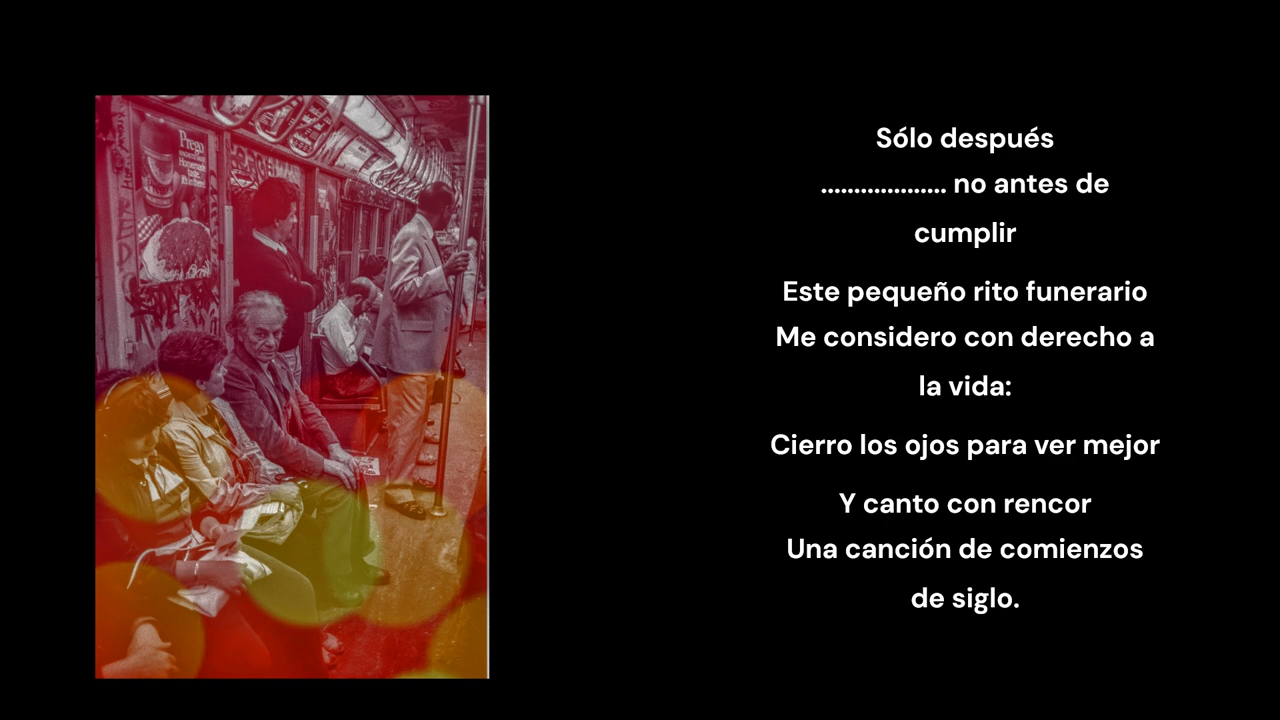 Prego
Sólo después
................... no antes de
cumplir
Este pequeño rito funerario
Me considero con derecho a
la vida:
Cierro los ojos para ver mejor
Y canto con rencor
Una canción de comienzos
de siglo.